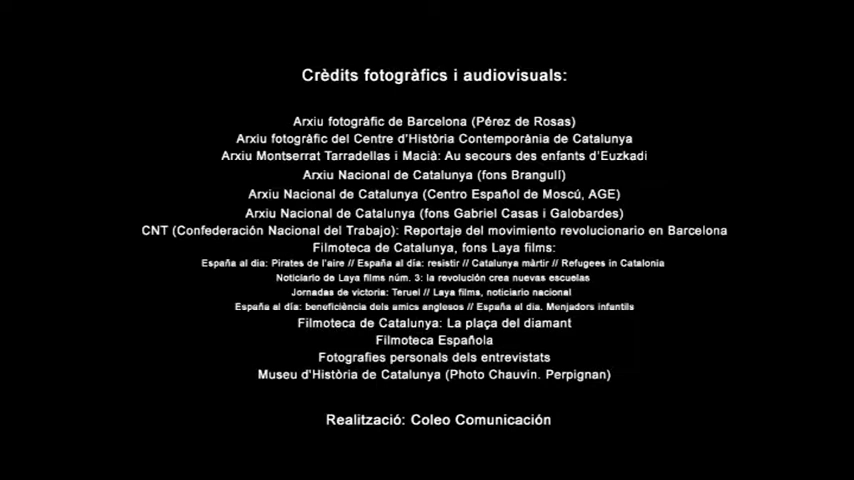 Crèdits fotogràfics i audiovisuals:
Arxiu fotogràfic de Barcelona (Pérez de Rosas)
Arxiu fotogràfic del Centre d'Història Contemporània de Catalunya
Arxiu Montserrat Tarradellas i Macià: Au secours des enfants d'Euzkadi
Arxiu Nacional de Catalunya (fons Brangulí)
Arxiu Nacional de Catalunya (Centro Español de Moscú, AGE)
Arxiu Nacional de Catalunya (fons Gabriel Casas i Galobardes)
CNT (Confederación Nacional del Trabajo): Reportaje del movimiento revolucionario en Barcelona
Filmoteca de Catalunya, fons Laya films:
España al dia: Pirates de l'aire // España al día: resistir // Catalunya màrtir // Refugees in Catalonia
Noticiario de Laya films núm. 3: la revolución crea nuevas escuelas
Jornadas de victoria: Teruel // Laya films, noticiario nacional
España al día: beneficiència dels amics anglesos // España al dia. Menjadors infantils
Filmoteca de Catalunya: La plaça del diamant
Filmoteca Española
Fotografies personals dels entrevistats
Museu d'Història de Catalunya (Photo Chauvin. Perpignan)
Realització: Coleo Comunicación